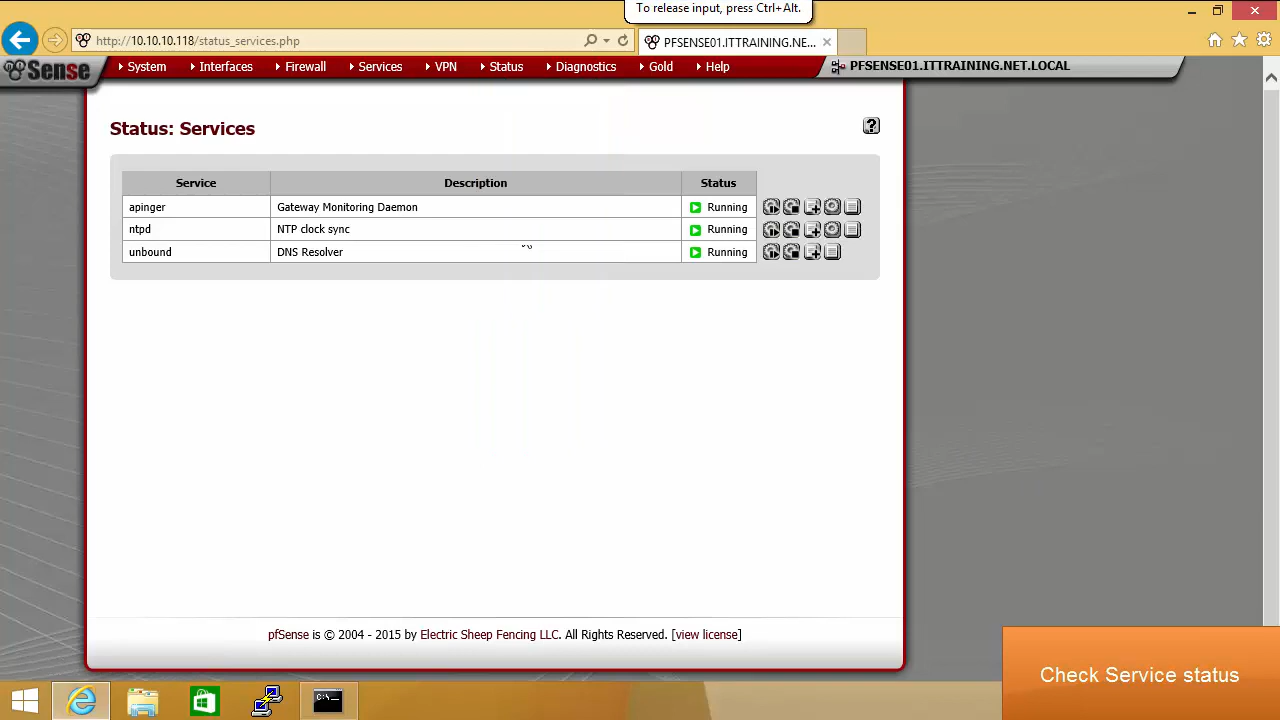 To release input, press Ctrl+Alt.
http://10.10.10.118/status_services.php
PFSENSE01.ITTRAINING.NE...
Sense
System Interfaces Firewall Services VPN Status Diagnostics Gold Help
PFSENSE01.ITTRAINING.NET.LOCAL
Status: Services
?
Service Description Status
apinger Gateway Monitoring Daemon Running
ntpd NTP clock sync Running
unbound DNS Resolver Running
pfSense is © 2004 - 2015 by Electric Sheep Fencing LLC. All Rights Reserved. [view license]
C:\_
Check Service status